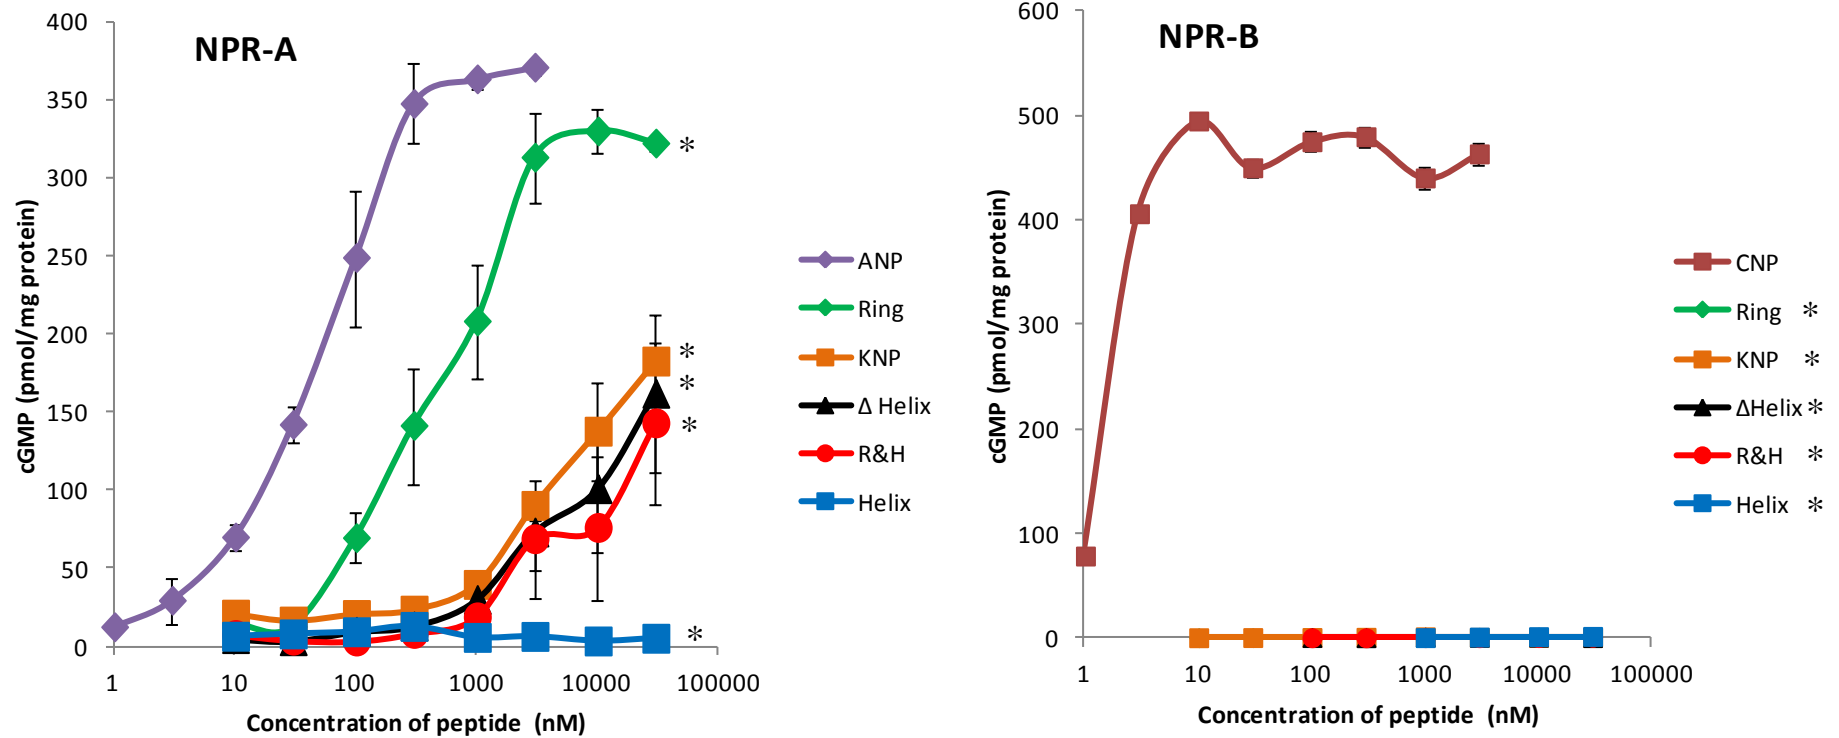 NPR-A
400
350
300
250
200
150
100
50
0
cGMP (pmol/mg protein)
1
10
100
1000
10000
100000
Concentration of peptide (nM)
*
*
*
*
*
ANP
Ring
KNP
Δ Helix
R&H
Helix
NPR-B
600
500
400
300
200
100
0
cGMP (pmol/mg protein)
1
10
100
1000
10000
100000
Concentration of peptide (nM)
CNP
Ring *
KNP *
ΔHelix *
R&H *
Helix *